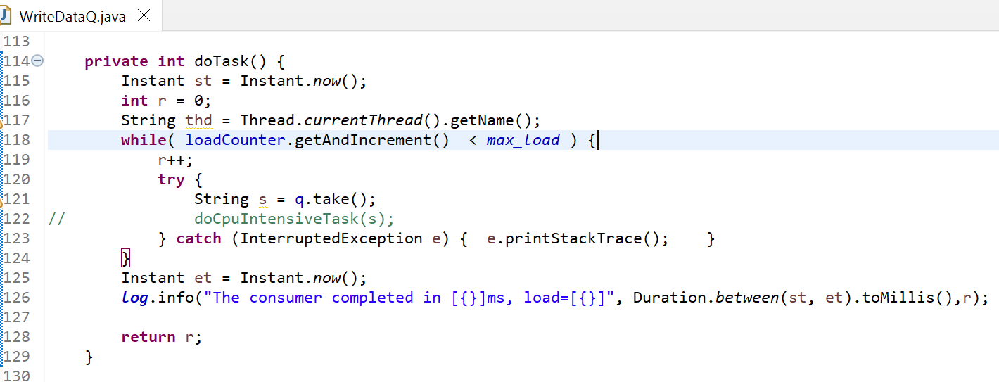 WriteDataQ.java
113
114 private int doTask() {
115 Instant st = Instant.now();
116 int r = 0;
117 String thd = Thread.currentThread().getName();
118 while( loadCounter.getAndIncrement()  < max_load ) {
119 r++;
120 try {
121 String s = q.take();
122 // doCpuIntensiveTask(s);
123 } catch (InterruptedException e) {  e.printStackTrace();    }
124 }
125 Instant et = Instant.now();
126 log.info("The consumer completed in [{}]ms, load=[{}]", Duration.between(st, et).toMillis(),r);
127
128 return r;
129 }
130